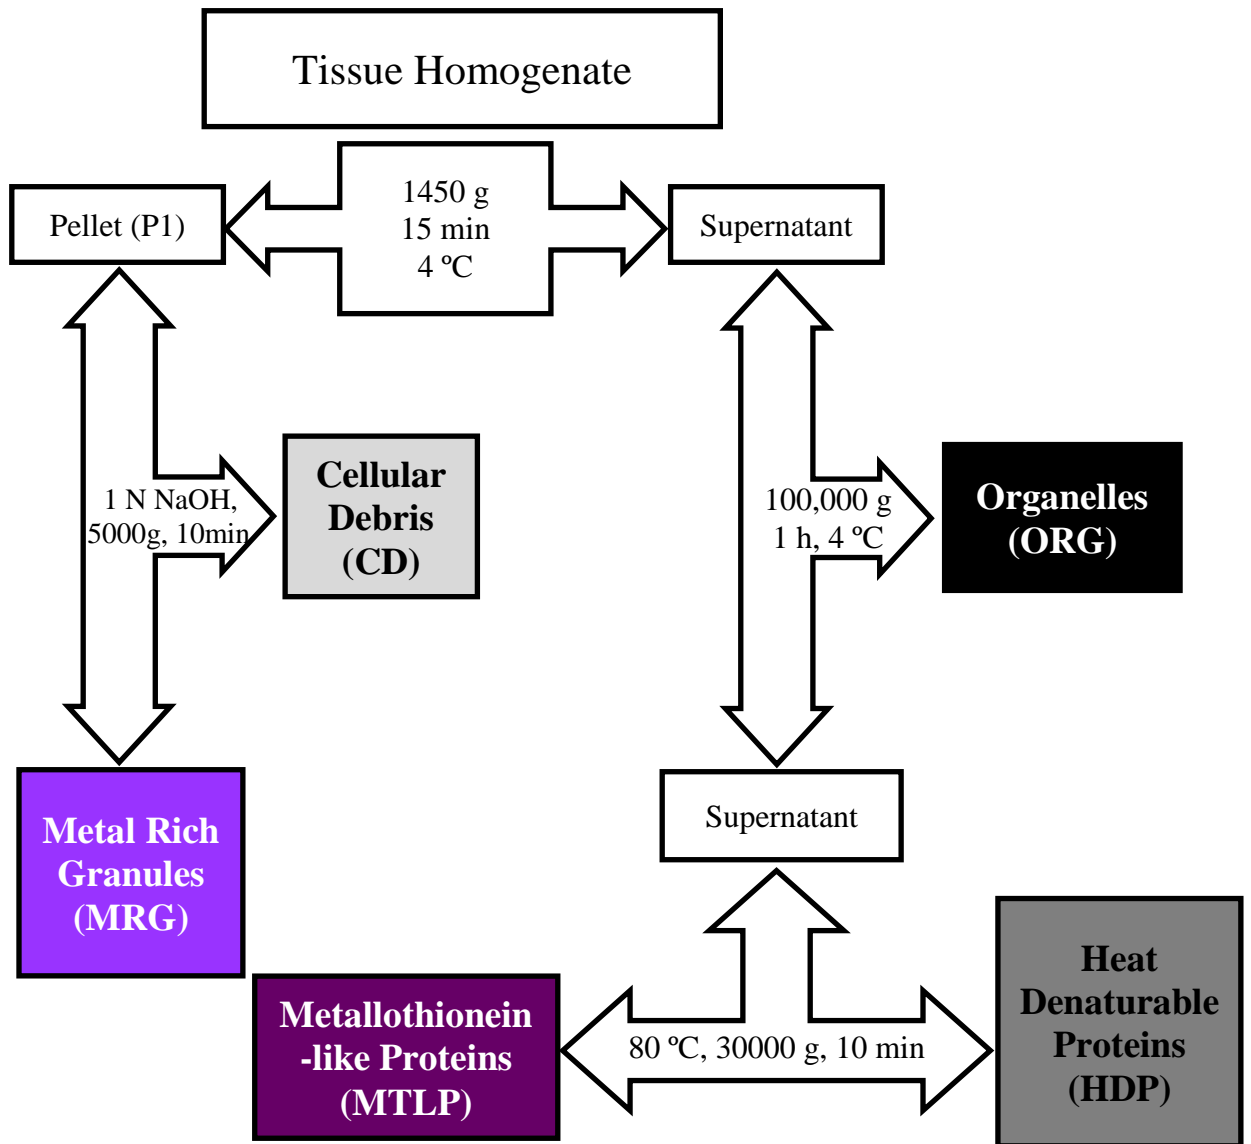 Tissue Homogenate
1450 g
15 min
4 ºC
Pellet (P1)
Supernatant
1 N NaOH,
5000g, 10min
Cellular
Debris
(CD)
100,000 g
1 h, 4 ºC
Organelles
(ORG)
Metal Rich
Granules
(MRG)
Supernatant
Metallothionein
-like Proteins
(MTLP)
80 ºC, 30000 g, 10 min
Heat
Denaturable
Proteins
(HDP)